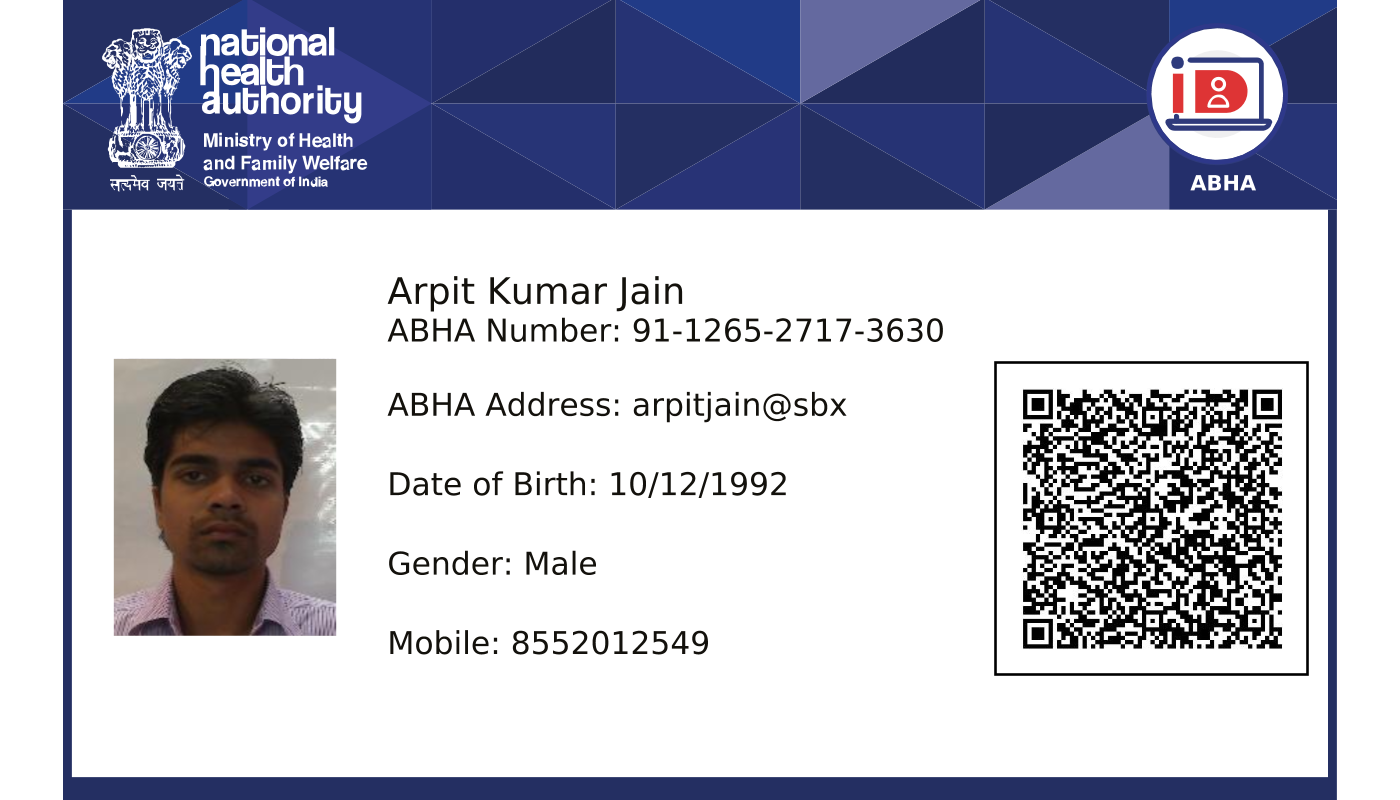 national
health
authority
Ministry of Health
and Family Welfare
Government of India
सत्यमेव जयते
iD
ABHA
Arpit Kumar Jain
ABHA Number: 91-1265-2717-3630
ABHA Address: arpitjain@sbx
Date of Birth: 10/12/1992
Gender: Male
Mobile: 8552012549